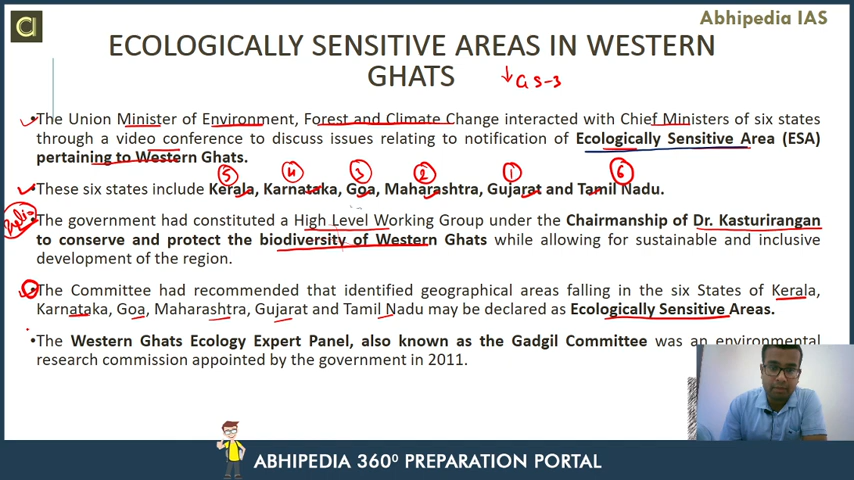 Abhipedia IAS
ECOLOGICALLY SENSITIVE AREAS IN WESTERN
GHATS
GS-3
•The Union Minister of Environment, Forest and Climate Change interacted with Chief Ministers of six states
through a video conference to discuss issues relating to notification of Ecologically Sensitive Area (ESA)
pertaining to Western Ghats.
5 4 3 2 1 6
•These six states include Kerala, Karnataka, Goa, Maharashtra, Gujarat and Tamil Nadu.
•The government had constituted a High Level Working Group under the Chairmanship of Dr. Kasturirangan
to conserve and protect the biodiversity of Western Ghats while allowing for sustainable and inclusive
development of the region.
•The Committee had recommended that identified geographical areas falling in the six States of Kerala,
Karnataka, Goa, Maharashtra, Gujarat and Tamil Nadu may be declared as Ecologically Sensitive Areas.
•The Western Ghats Ecology Expert Panel, also known as the Gadgil Committee was an environmental
research commission appointed by the government in 2011.
ABHIPEDIA 360⁰ PREPARATION PORTAL